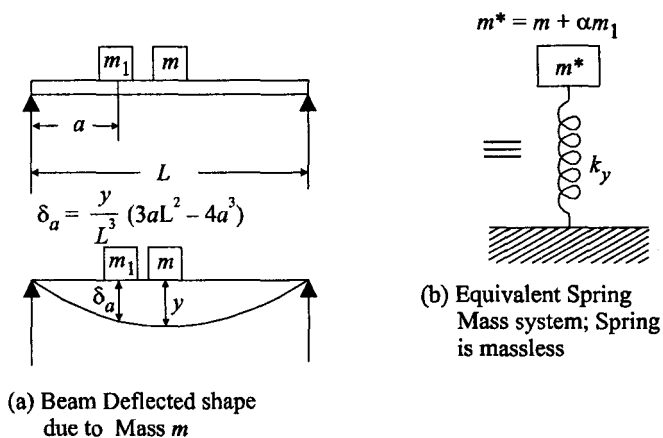 m₁ m
a
L
δₐ = y/L³ (3aL² – 4a³)
m₁ m
δₐ y
(a) Beam Deflected shape
due to Mass m
m* = m + αm₁
m*
k_y
(b) Equivalent Spring
Mass system; Spring
is massless